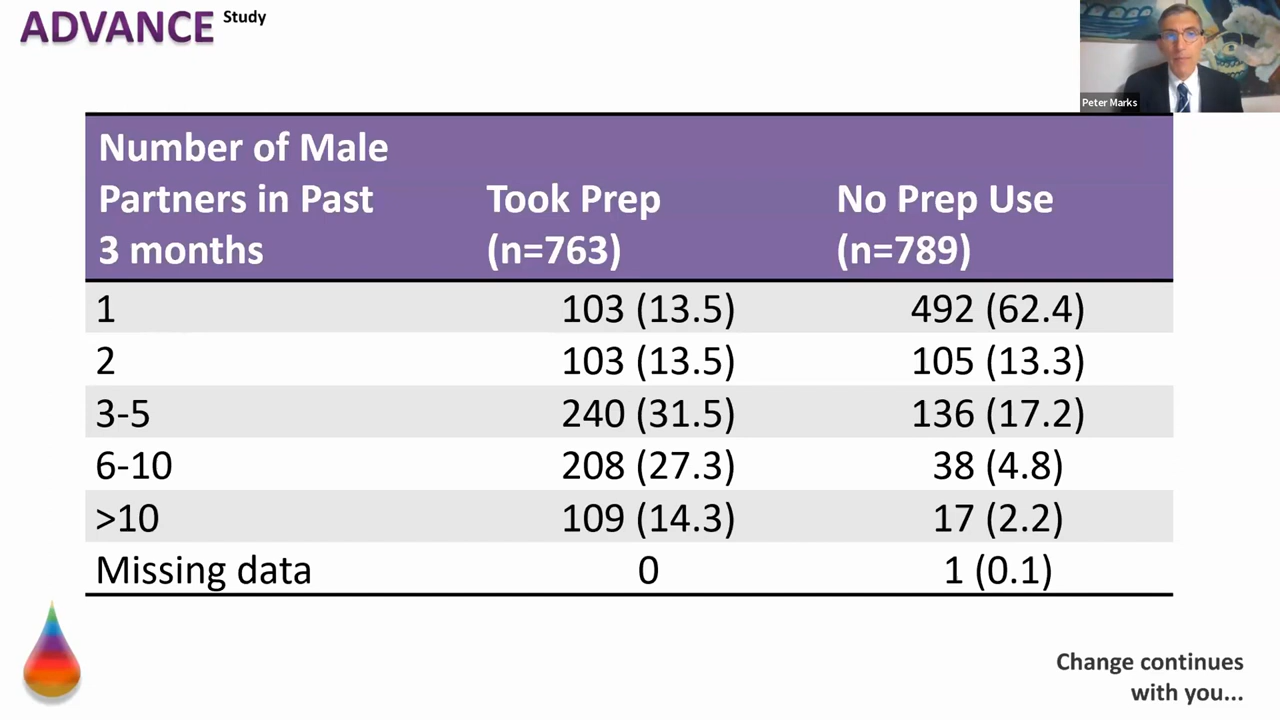 ADVANCE Study
Peter Marks
Number of Male
Partners in Past
3 months
Took Prep
(n=763)
No Prep Use
(n=789)
1 103 (13.5) 492 (62.4)
2 103 (13.5) 105 (13.3)
3-5 240 (31.5) 136 (17.2)
6-10 208 (27.3) 38 (4.8)
>10 109 (14.3) 17 (2.2)
Missing data 0 1 (0.1)
Change continues
with you...